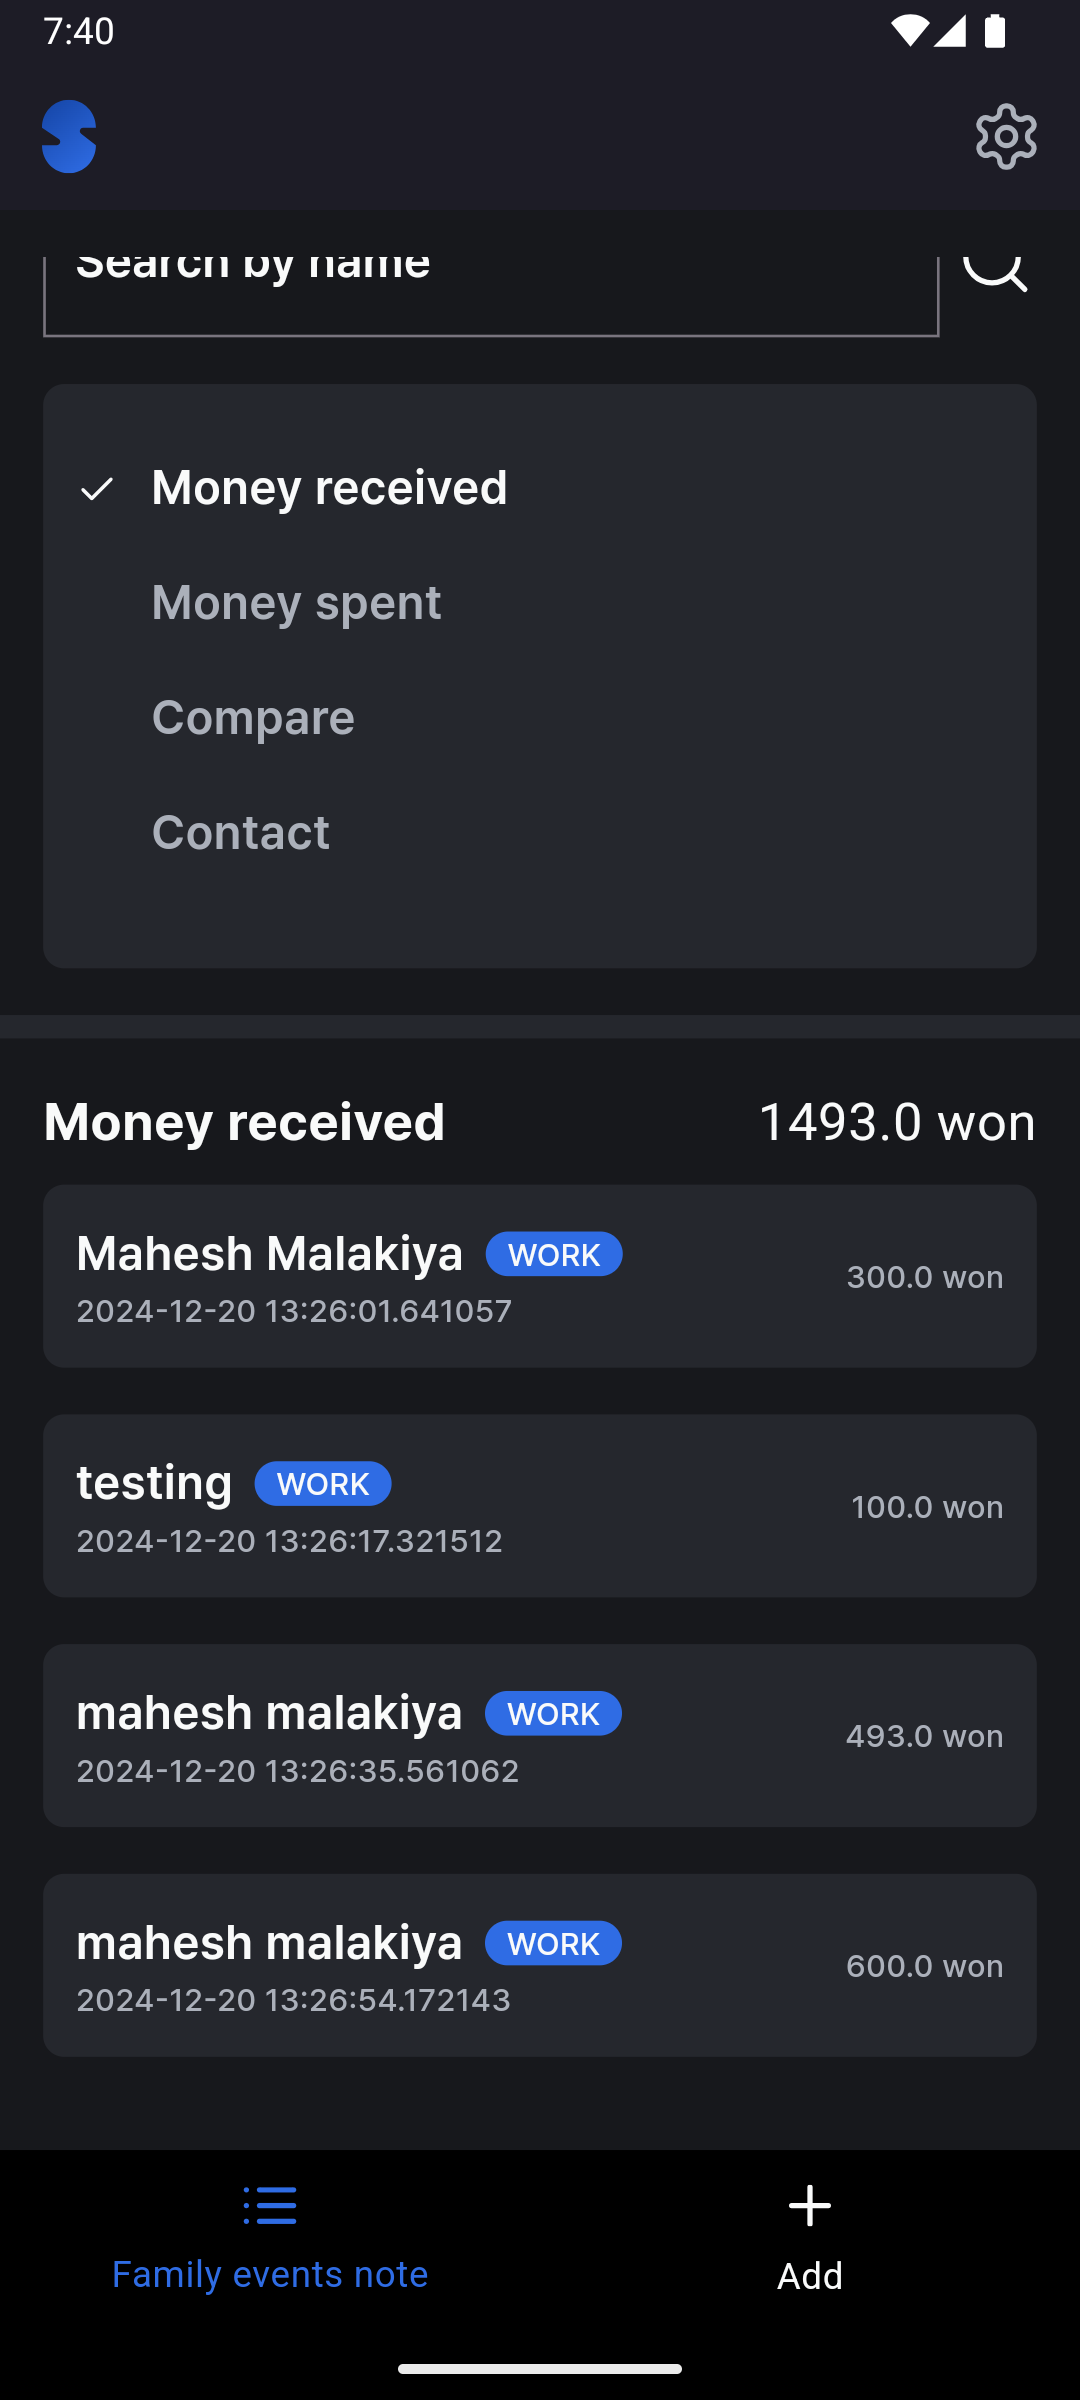 7:40
Search by name
Money received
Money spent
Compare
Contact
Money received 1493.0 won
Mahesh Malakiya WORK
300.0 won
2024-12-20 13:26:01.641057
testing WORK
100.0 won
2024-12-20 13:26:17.321512
mahesh malakiya WORK
493.0 won
2024-12-20 13:26:35.561062
mahesh malakiya WORK
600.0 won
2024-12-20 13:26:54.172143
Family events note
Add